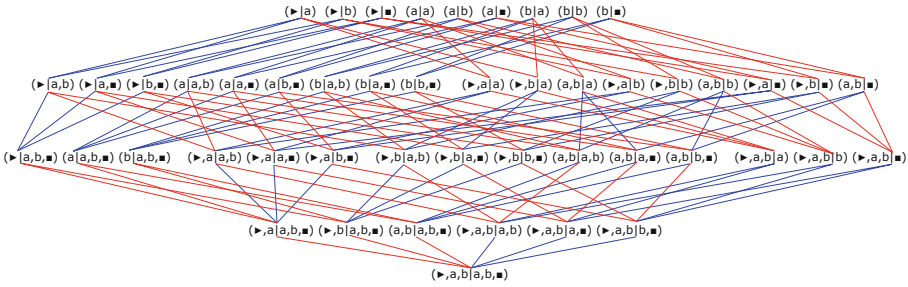 (►|a) (►|b) (►|■) (a|a) (a|b) (a|■) (b|a) (b|b) (b|■)
(►|a,b) (►|a,■) (►|b,■) (a|a,b) (a|a,■) (a|b,■) (b|a,b) (b|a,■) (b|b,■) (►,a|a) (►,b|a) (a,b|a) (►,a|b) (►,b|b) (a,b|b) (►,a|■) (►,b|■) (a,b|■)
(►|a,b,■) (a|a,b,■) (b|a,b,■) (►,a|a,b) (►,a|a,■) (►,a|b,■) (►,b|a,b) (►,b|a,■) (►,b|b,■) (a,b|a,b) (a,b|a,■) (a,b|b,■) (►,a,b|a) (►,a,b|b) (►,a,b|■)
(►,a|a,b,■) (►,b|a,b,■) (a,b|a,b,■) (►,a,b|a,b) (►,a,b|a,■) (►,a,b|b,■)
(►,a,b|a,b,■)